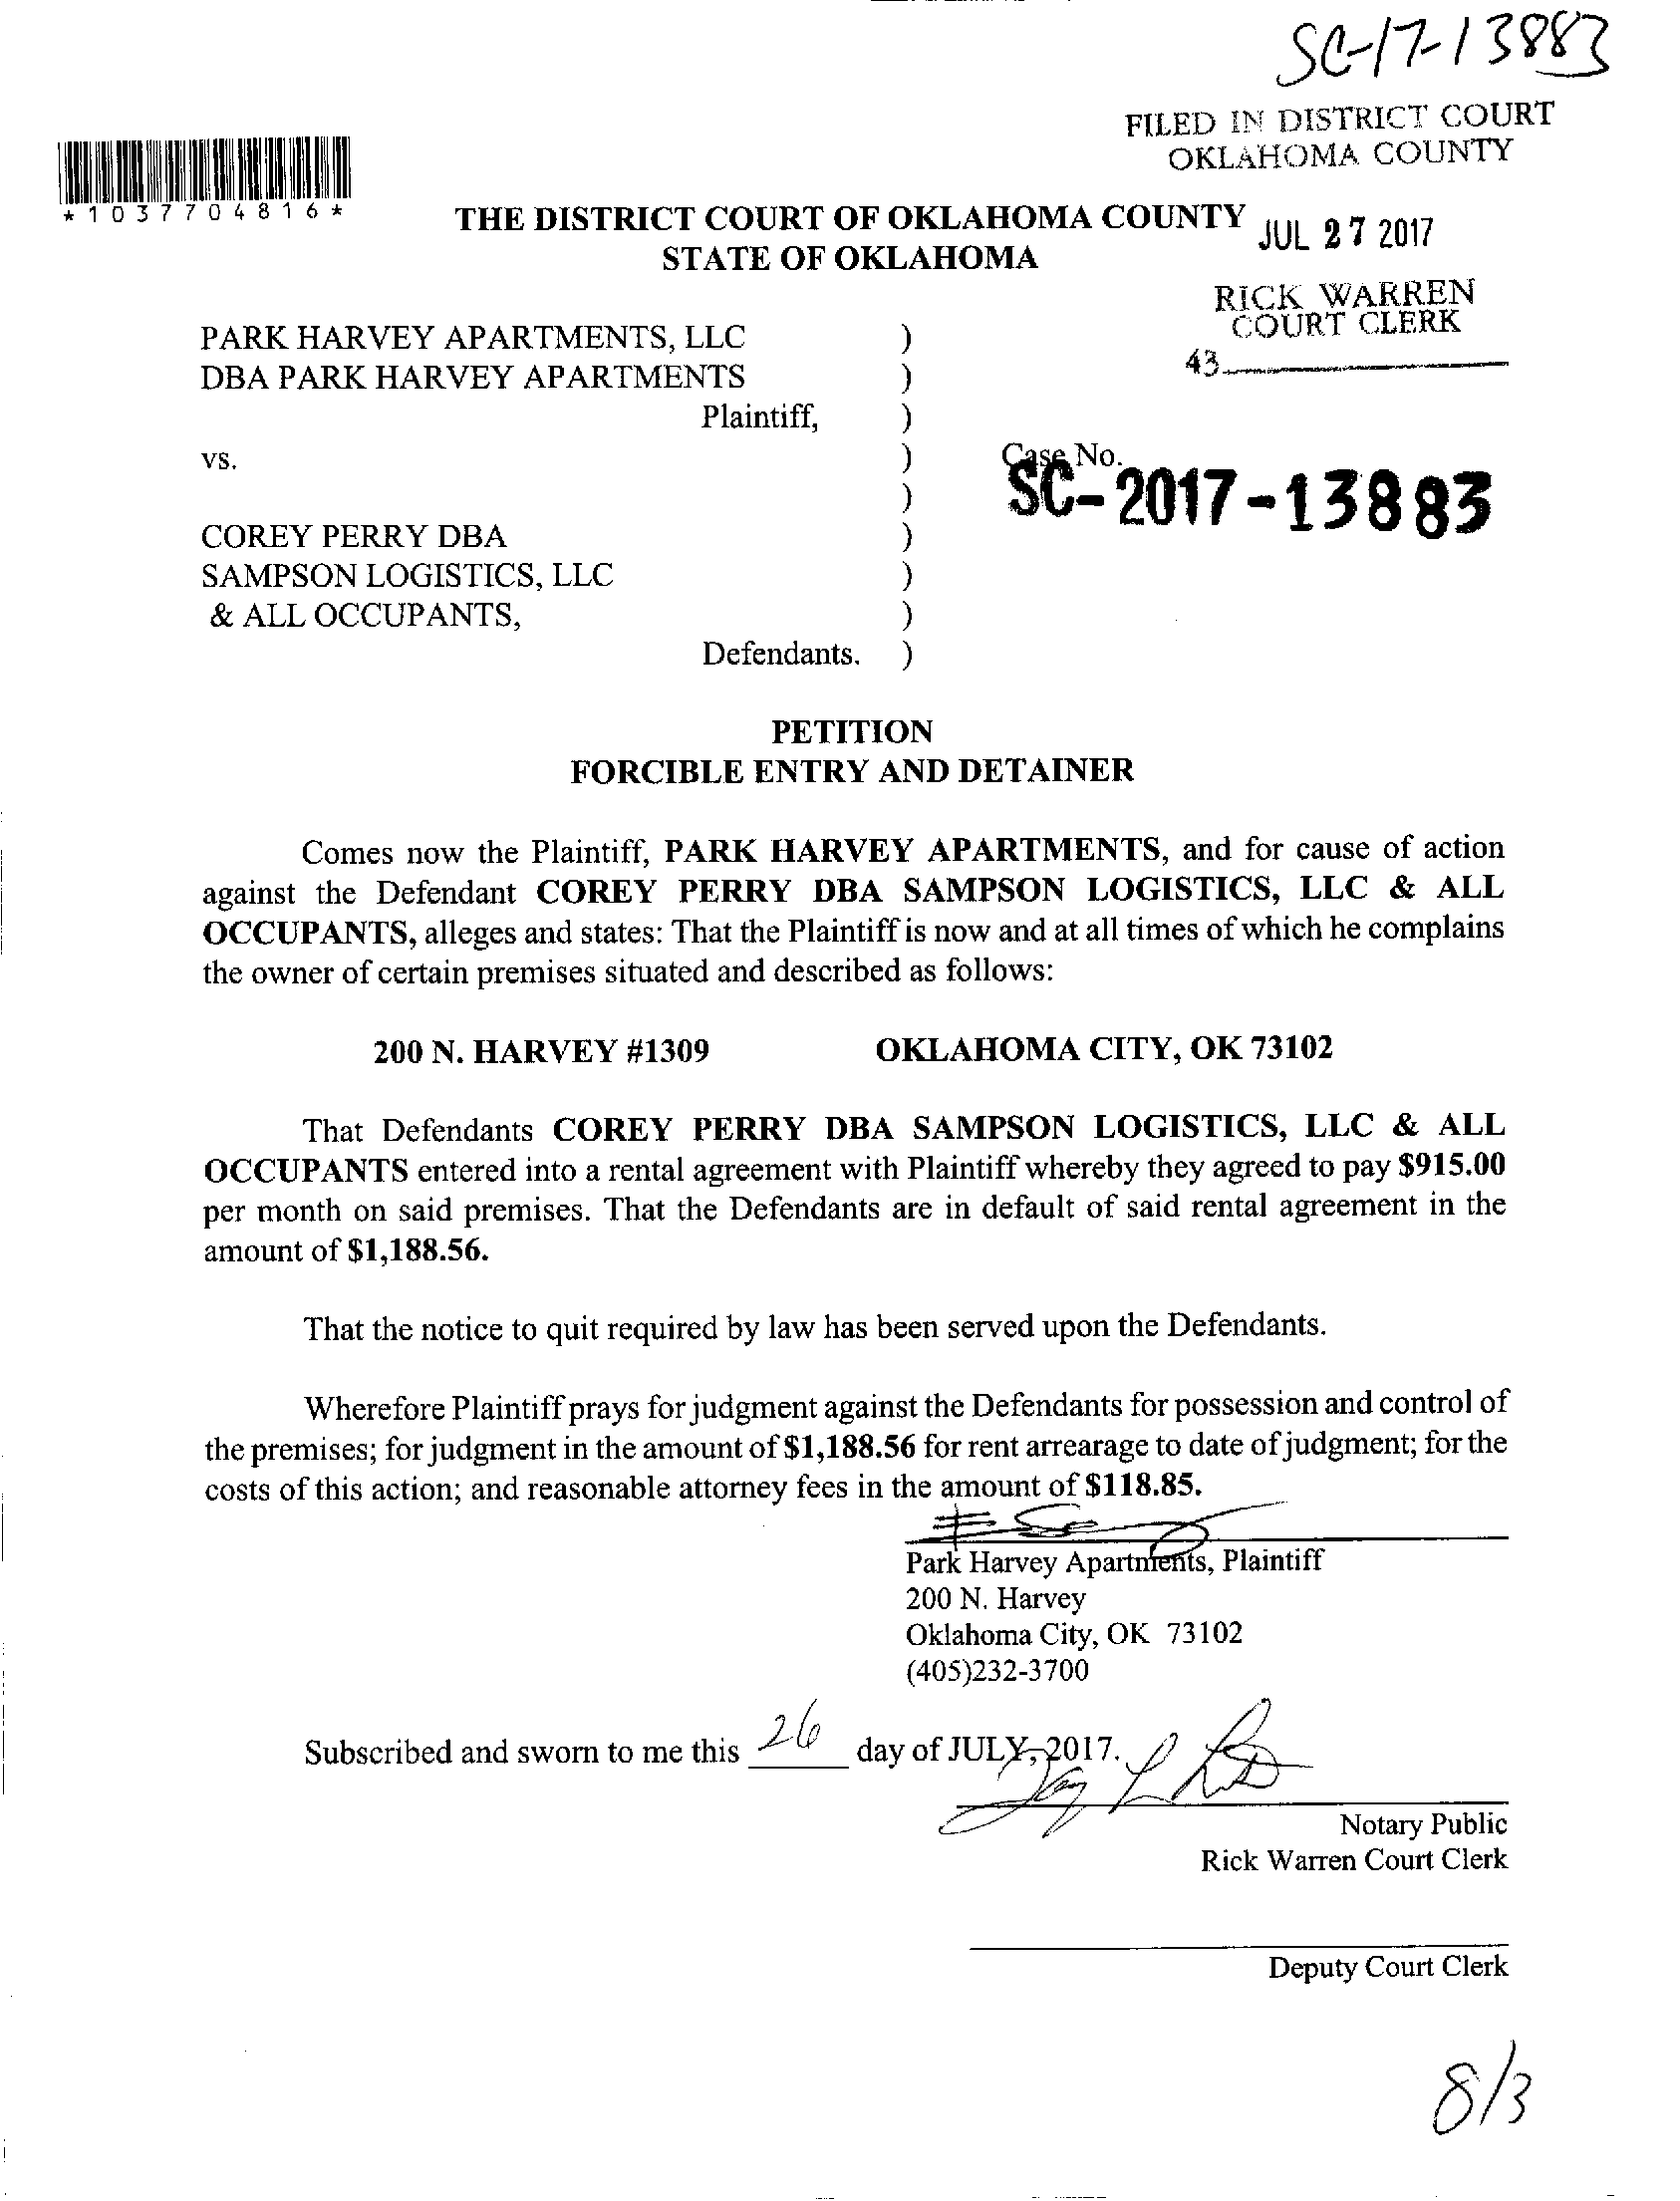 SC-17-13883
FILED IN DISTRICT COURT
OKLAHOMA COUNTY
*1037704816*
THE DISTRICT COURT OF OKLAHOMA COUNTY
JUL 27 2017
STATE OF OKLAHOMA
RICK WARREN
COURT CLERK
43
PARK HARVEY APARTMENTS, LLC )
DBA PARK HARVEY APARTMENTS )
Plaintiff, )
vs. )
Case No.
SC-2017-13883
)
COREY PERRY DBA )
SAMPSON LOGISTICS, LLC )
& ALL OCCUPANTS, )
Defendants. )
PETITION
FORCIBLE ENTRY AND DETAINER
Comes now the Plaintiff, PARK HARVEY APARTMENTS, and for cause of action
against the Defendant COREY PERRY DBA SAMPSON LOGISTICS, LLC & ALL
OCCUPANTS, alleges and states: That the Plaintiff is now and at all times of which he complains
the owner of certain premises situated and described as follows:
200 N. HARVEY #1309 OKLAHOMA CITY, OK 73102
That Defendants COREY PERRY DBA SAMPSON LOGISTICS, LLC & ALL
OCCUPANTS entered into a rental agreement with Plaintiff whereby they agreed to pay $915.00
per month on said premises. That the Defendants are in default of said rental agreement in the
amount of $1,188.56.
That the notice to quit required by law has been served upon the Defendants.
Wherefore Plaintiff prays for judgment against the Defendants for possession and control of
the premises; for judgment in the amount of $1,188.56 for rent arrearage to date of judgment; for the
costs of this action; and reasonable attorney fees in the amount of $118.85.
Park Harvey Apartments, Plaintiff
200 N. Harvey
Oklahoma City, OK 73102
(405)232-3700
Subscribed and sworn to me this 26 day of JULY, 2017.
Notary Public
Rick Warren Court Clerk
Deputy Court Clerk
8/3